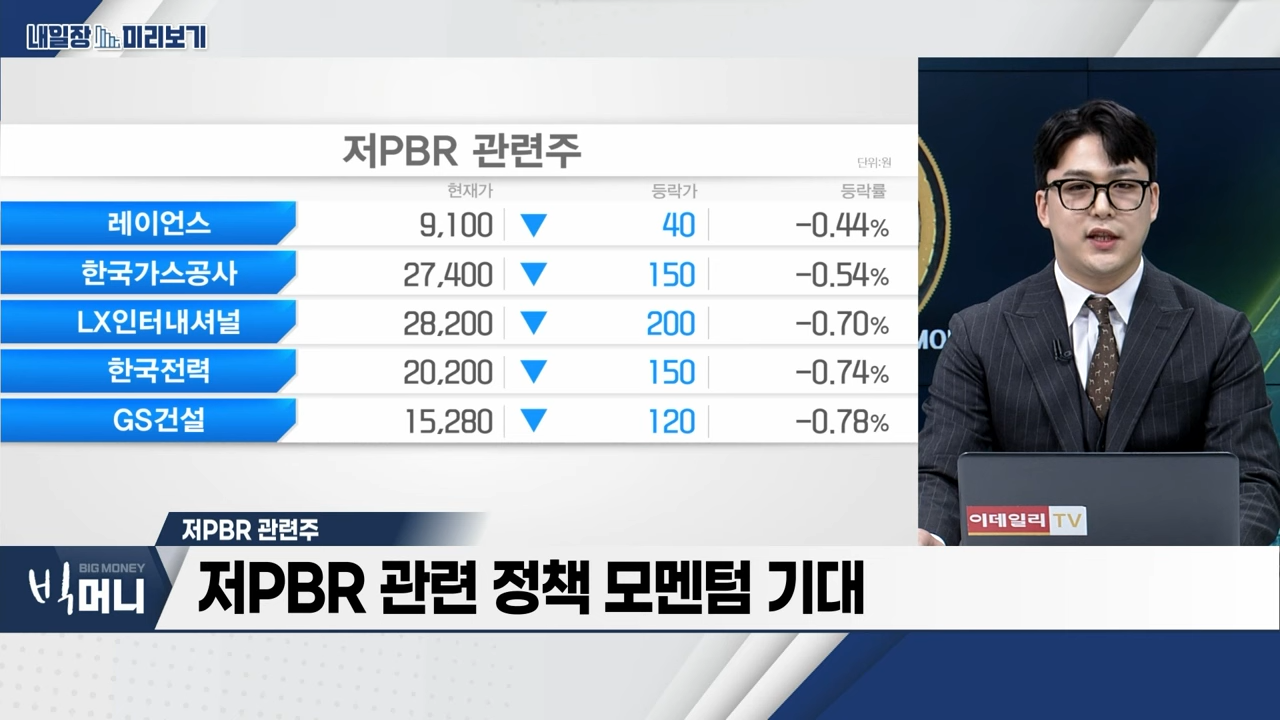 내일장 미리보기
저PBR 관련주
단위:원
현재가 등락가 등락률
레이언스 9,100 ▼ 40 -0.44%
한국가스공사 27,400 ▼ 150 -0.54%
LX인터내셔널 28,200 ▼ 200 -0.70%
한국전력 20,200 ▼ 150 -0.74%
GS건설 15,280 ▼ 120 -0.78%
이데일리TV
저PBR 관련주
BIG MONEY
빅머니
저PBR 관련 정책 모멘텀 기대